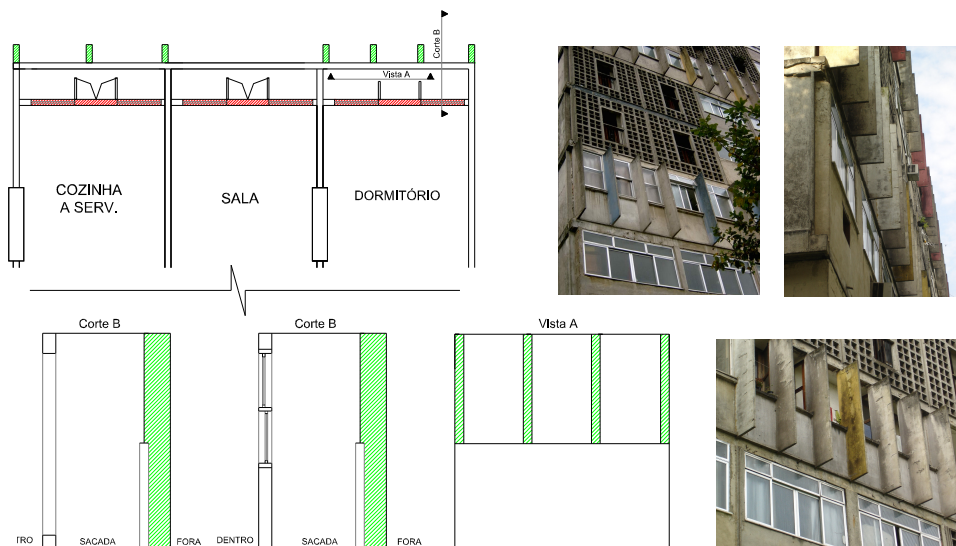 Corte B
Vista A
COZINHA
A SERV.
SALA
DORMITÓRIO
Corte B
Corte B
Vista A
SACADA
FORA
DENTRO
SACADA
FORA